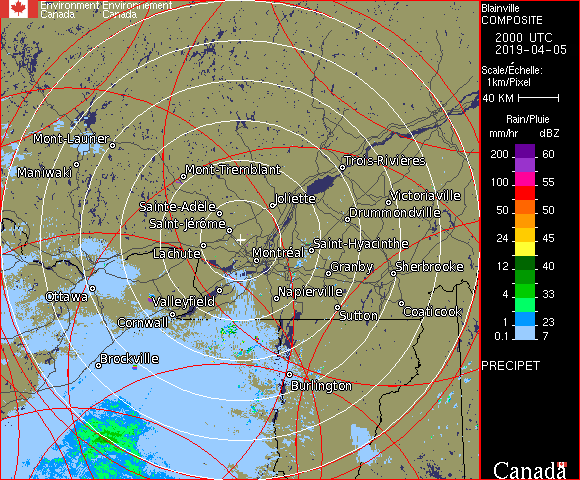 Environment Environnement
Canada Canada
Blainville
COMPOSITE
2000 UTC
2019-04-05
Scale/Échelle:
1km/Pixel
40 KM
Rain/Pluie
mm/hr dBZ
200 60
100 55
50 50
24 45
12 40
4 33
1 23
0.1 7
PRECIPET
Mont-Laurier
Maniwaki
Mont-Tremblant
Trois-Rivières
Sainte-Adèle
Joliette
Victoriaville
Saint-Jérôme
Drummondville
Lachute
Montréal
Saint-Hyacinthe
Granby
Sherbrooke
Ottawa
Valleyfield
Napierville
Cornwall
Sutton
Coaticook
Brockville
Burlington
Canada